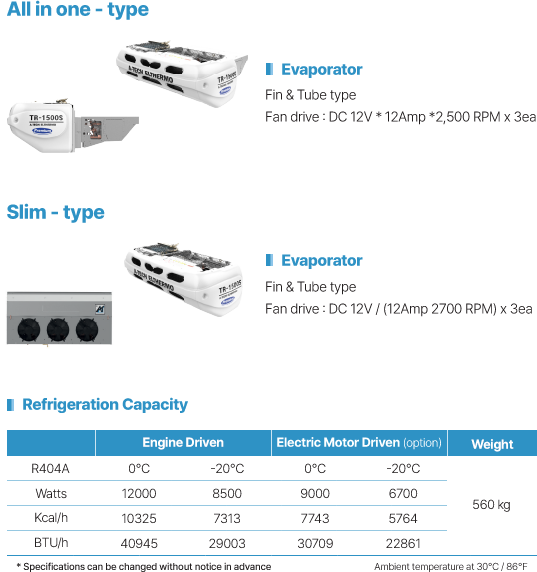 All in one - type
A-TECH ELTHERMO
TR-1500S
TR-1500S
Premium
Evaporator
Fin & Tube type
Fan drive : DC 12V * 12Amp *2,500 RPM x 3ea
Slim - type
A-TECH ELTHERMO
TR-1500S
Evaporator
Fin & Tube type
Fan drive : DC 12V / (12Amp 2700 RPM) x 3ea
Refrigeration Capacity
Engine Driven Electric Motor Driven (option) Weight
R404A 0°C -20°C 0°C -20°C
Watts 12000 8500 9000 6700
560 kg
Kcal/h 10325 7313 7743 5764
BTU/h 40945 29003 30709 22861
* Specifications can be changed without notice in advance Ambient temperature at 30°C / 86°F